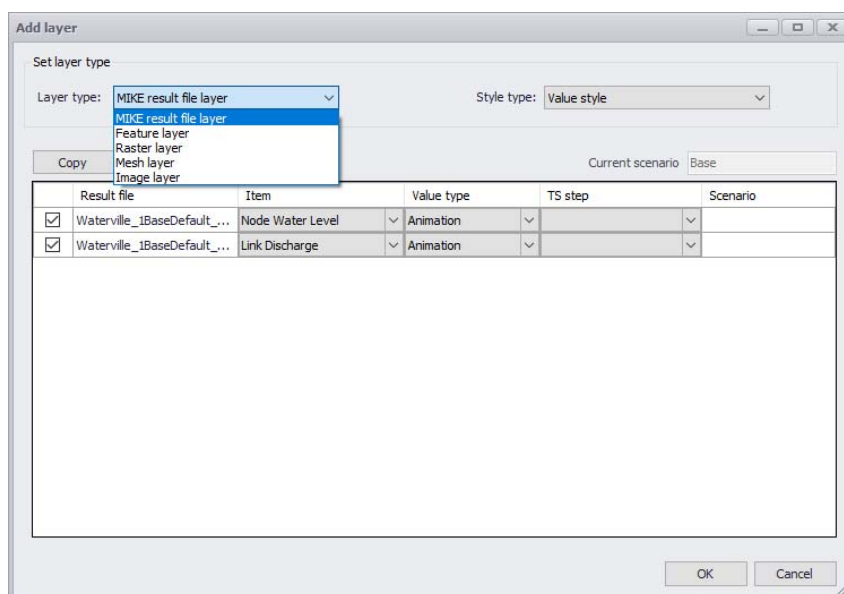 Add layer
Set layer type
Layer type: MIKE result file layer Style type: Value style
MIKE result file layer
Feature layer
Raster layer
Mesh layer
Image layer
Copy Current scenario Base
Result file Item Value type TS step Scenario
Waterville_1BaseDefault_... Node Water Level Animation
Waterville_1BaseDefault_... Link Discharge Animation
OK Cancel